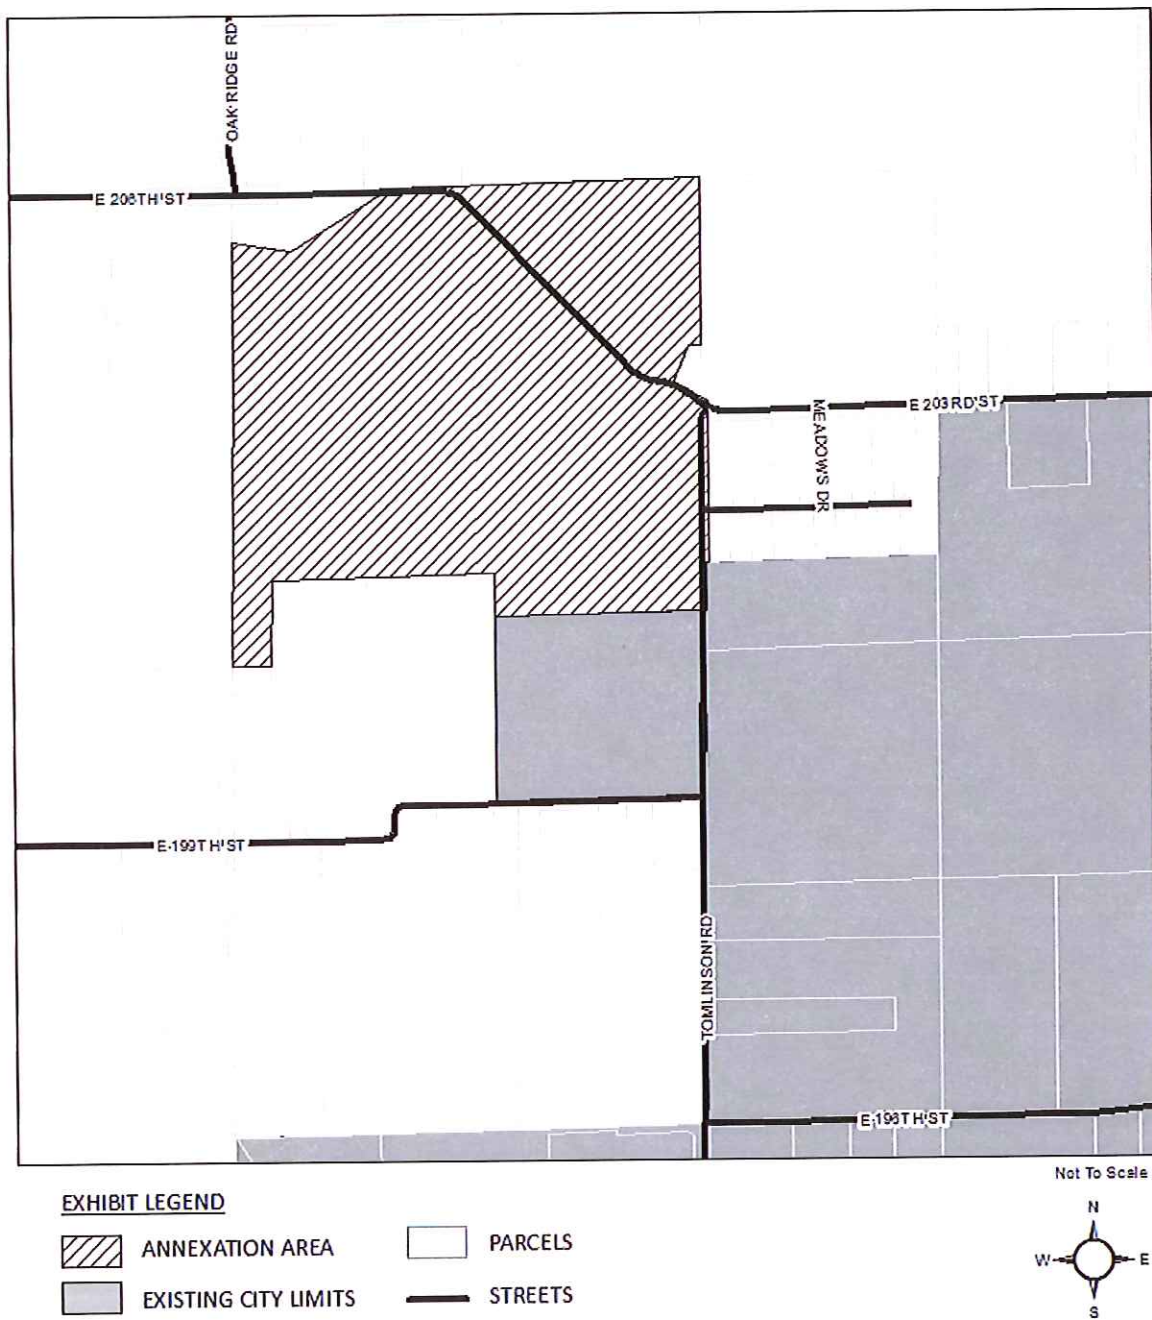 OAK RIDGE RD
E 206TH ST
E 203RD ST
MEADOWS DR
E 199TH ST
TOMLINSON RD
E 196TH ST
Not To Scale
EXHIBIT LEGEND
ANNEXATION AREA
PARCELS
EXISTING CITY LIMITS
STREETS
N
W
E
S